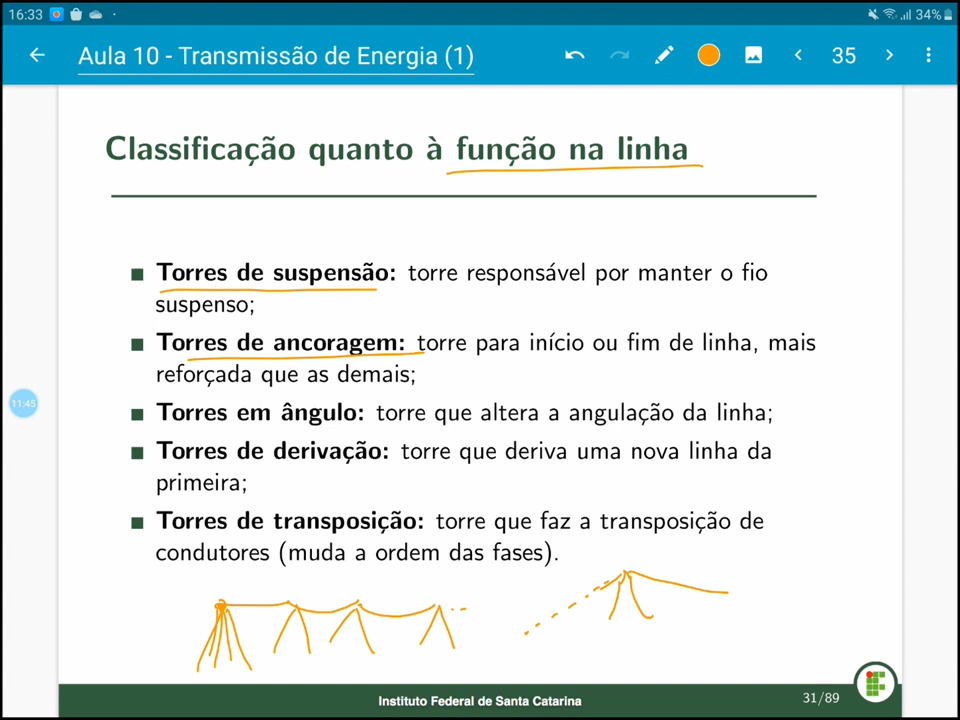 16:33
34%
Aula 10 - Transmissão de Energia (1)
35
Classificação quanto à função na linha
Torres de suspensão: torre responsável por manter o fio
suspenso;
Torres de ancoragem: torre para início ou fim de linha, mais
reforçada que as demais;
11:45
Torres em ângulo: torre que altera a angulação da linha;
Torres de derivação: torre que deriva uma nova linha da
primeira;
Torres de transposição: torre que faz a transposição de
condutores (muda a ordem das fases).
Instituto Federal de Santa Catarina
31/89